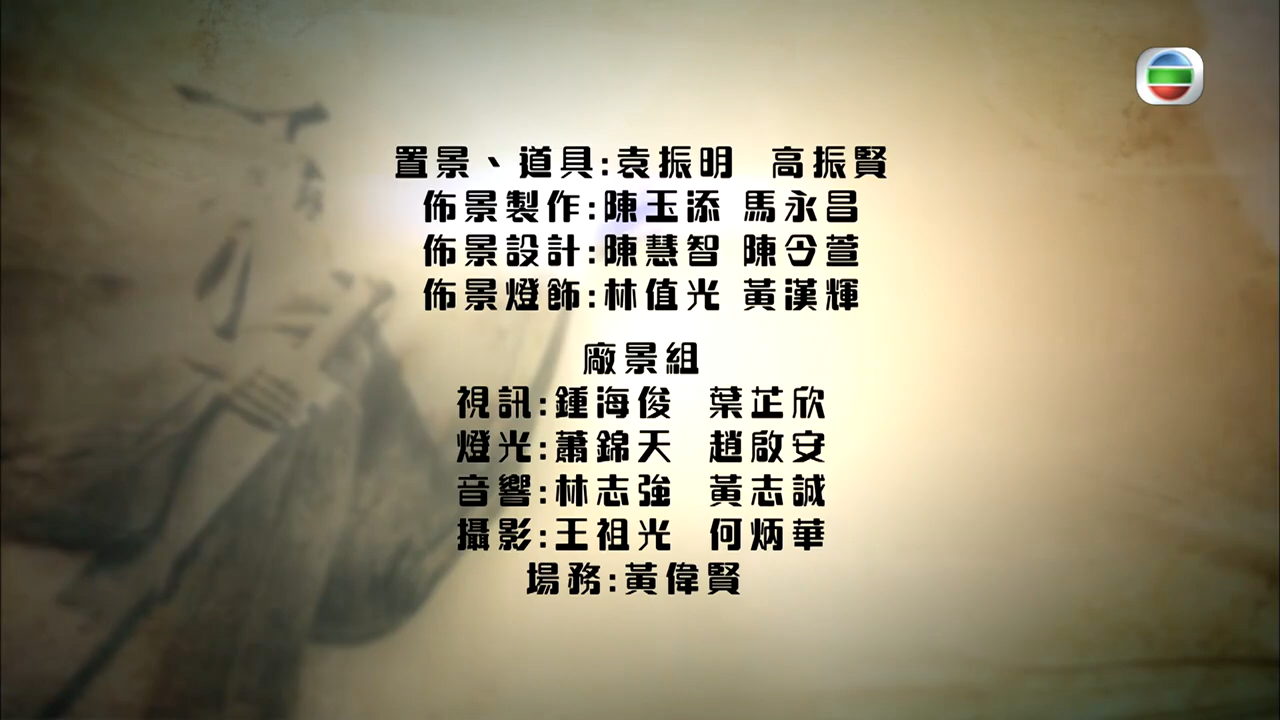 置景、道具:袁振明 高振賢
佈景製作:陳玉添 馬永昌
佈景設計:陳慧智 陳令萱
佈景燈飾:林值光 黃漢輝
廠景組
視訊:鍾海俊 葉芷欣
燈光:蕭錦天 趙啟安
音響:林志強 黃志誠
攝影:王祖光 何炳華
場務:黃偉賢